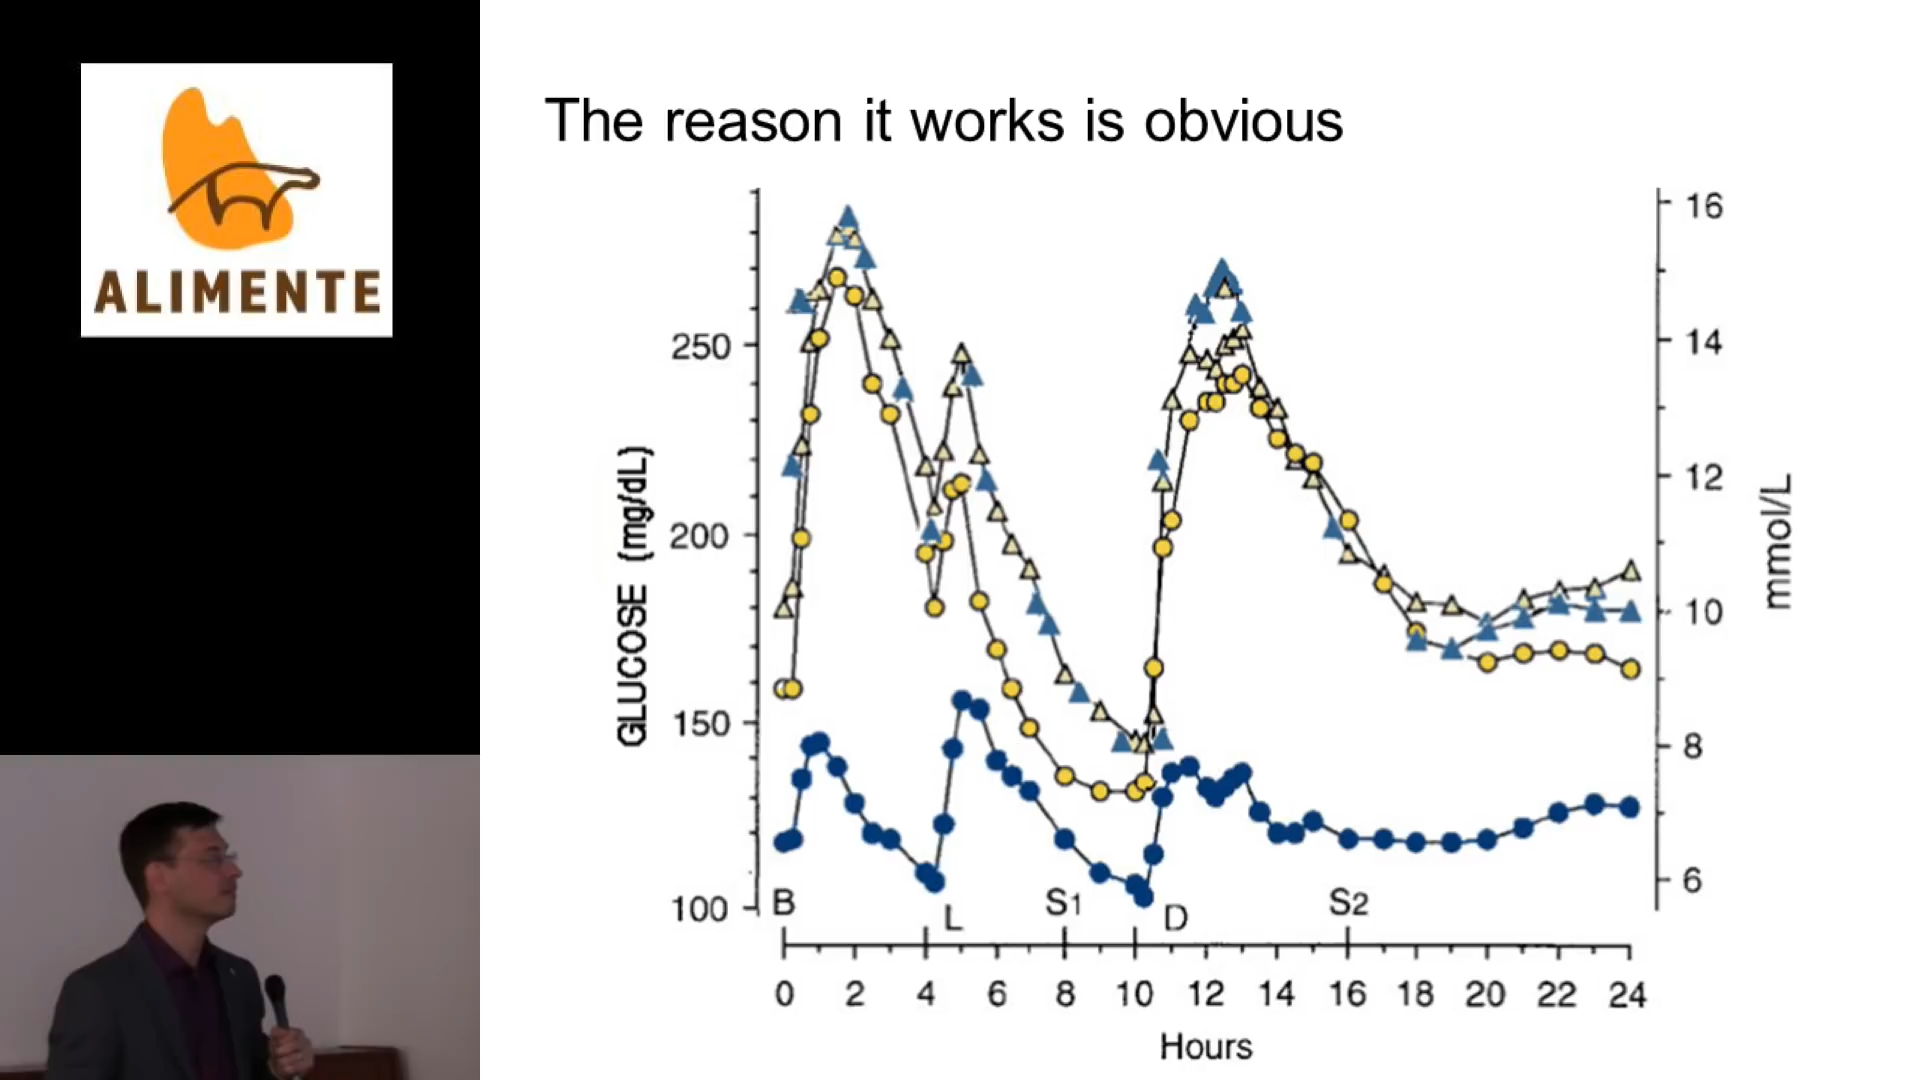 ALIMENTE
The reason it works is obvious
GLUCOSE (mg/dL)
250
200
150
100
16
14
12
10
8
6
mmol/L
B
L
S1
D
S2
0 2 4 6 8 10 12 14 16 18 20 22 24
Hours